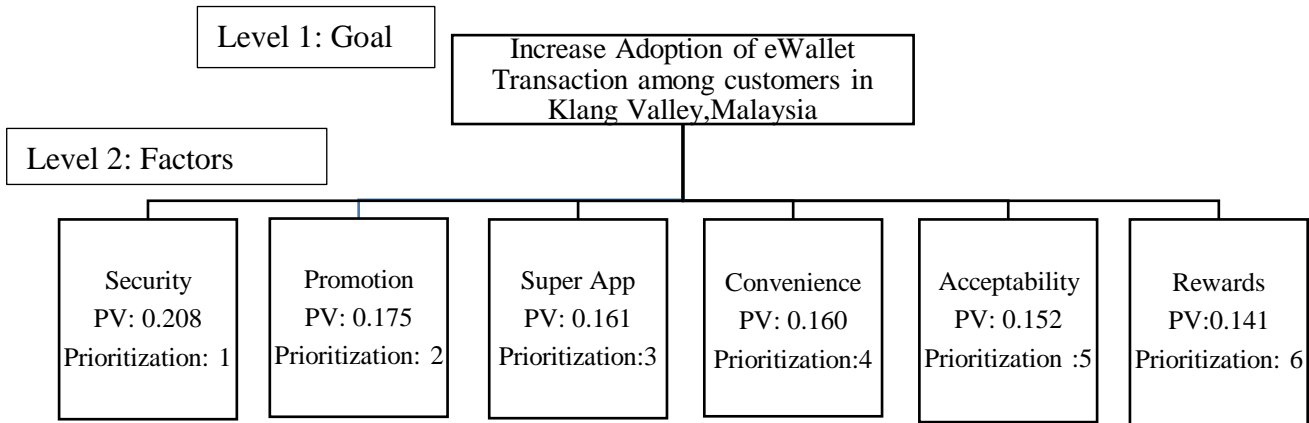 Level 1: Goal
Increase Adoption of eWallet
Transaction among customers in
Klang Valley,Malaysia
Level 2: Factors
Security
PV: 0.208
Prioritization: 1
Promotion
PV: 0.175
Prioritization: 2
Super App
PV: 0.161
Prioritization:3
Convenience
PV: 0.160
Prioritization:4
Acceptability
PV: 0.152
Prioritization :5
Rewards
PV:0.141
Prioritization: 6